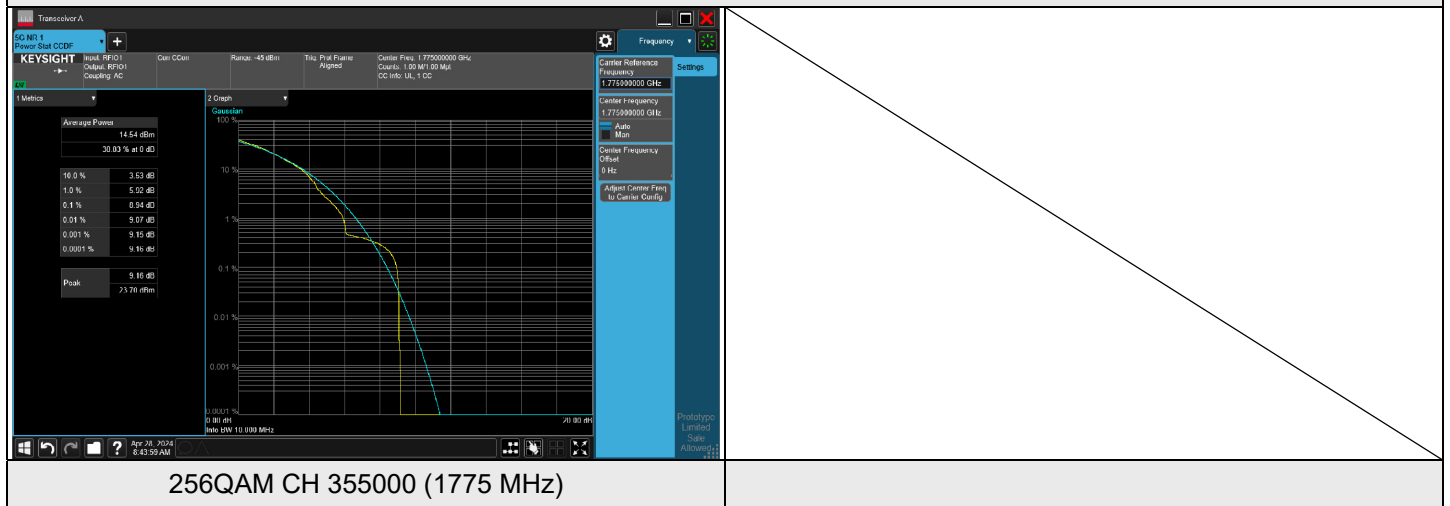 Transceiver A
5G NR 1
Power Stat CCDF
Frequency
KEYSIGHT
Input: RFIO1
Output: RFIO1
Coupling: AC
Corr CCorr
Range: -45 dBm
Trig: Prd Frame
Aligned
Center Freq: 1.775000000 GHz
Counts: 1.00 M/1.00 Mpt
CC Info: UL, 1 CC
1 Metrics
Average Power
14.54 dBm
at 0 dB
10.0 % 3.53 dB
1.0 % 5.92 dB
0.1 % 8.94 dB
0.01 % 9.07 dB
0.001 % 9.15 dB
0.0001 % 9.16 dB
Peak
9.16 dB
23.70 dBm
2 Graph
Gaussian
100 %
10 %
1 %
0.1 %
0.01 %
0.001 %
0.0001 %
0.00 dB
20.00 dB
Info BW 10.000 MHz
Carrier Reference
Frequency
1.775000000 GHz
Center Frequency
1.775000000 GHz
Auto
Man
Center Frequency
Offset
0 Hz
Adjust Center Freq
to Carrier Config
Settings
Prototype
Limited
Sale
Allowed
?
Apr 28, 2024
8:43:59 AM
256QAM CH 355000 (1775 MHz)